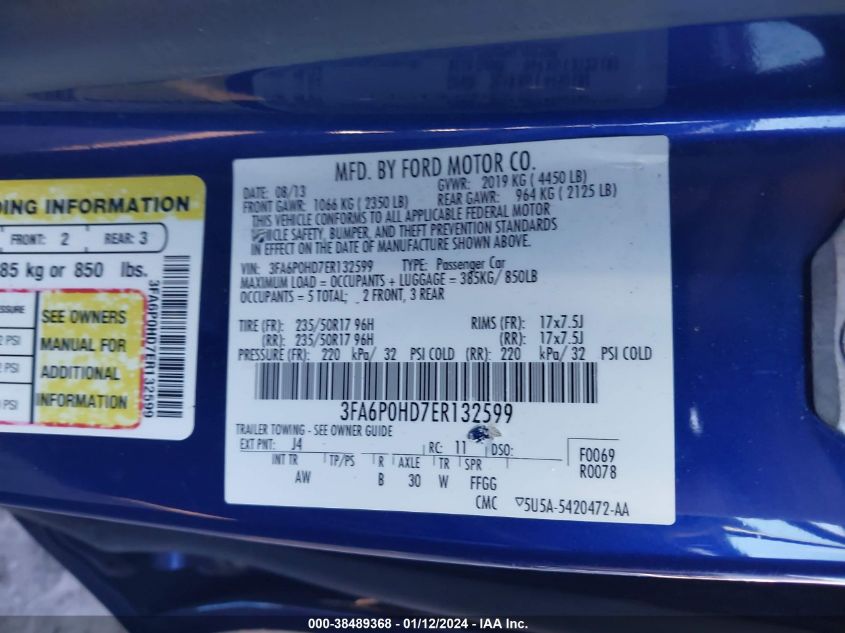 MFD. BY FORD MOTOR CO.
DATE: 08/13 GVWR: 2019 KG ( 4450 LB)
FRONT GAWR: 1066 KG ( 2350 LB) REAR GAWR: 964 KG ( 2125 LB)
THIS VEHICLE CONFORMS TO ALL APPLICABLE FEDERAL MOTOR
VEHICLE SAFETY, BUMPER, AND THEFT PREVENTION STANDARDS
IN EFFECT ON THE DATE OF MANUFACTURE SHOWN ABOVE.
VIN: 3FA6P0HD7ER132599 TYPE: Passenger Car
MAXIMUM LOAD = OCCUPANTS + LUGGAGE = 385KG/ 850LB
OCCUPANTS = 5 TOTAL; 2 FRONT, 3 REAR
TIRE (FR): 235/50R17 96H RIMS (FR): 17x7.5J
(RR): 235/50R17 96H (RR): 17x7.5J
PRESSURE (FR): 220 kPa/ 32 PSI COLD (RR): 220 kPa/ 32 PSI COLD
3FA6P0HD7ER132599
TRAILER TOWING - SEE OWNER GUIDE
EXT PNT: J4 RC: 11 DSO:
F0069
R0078
INT TR TP/PS R AXLE TR SPR
AW B 30 W FFGG
CMC ▽5U5A-5420472-AA
DING INFORMATION
FRONT: 2 REAR: 3
85 kg or 850 lbs.
PRESSURE
PSI
PSI
PSI
SEE OWNERS
MANUAL FOR
ADDITIONAL
INFORMATION
3FA6P0HD7ER132599
000-38489368 - 01/12/2024 - IAA Inc.